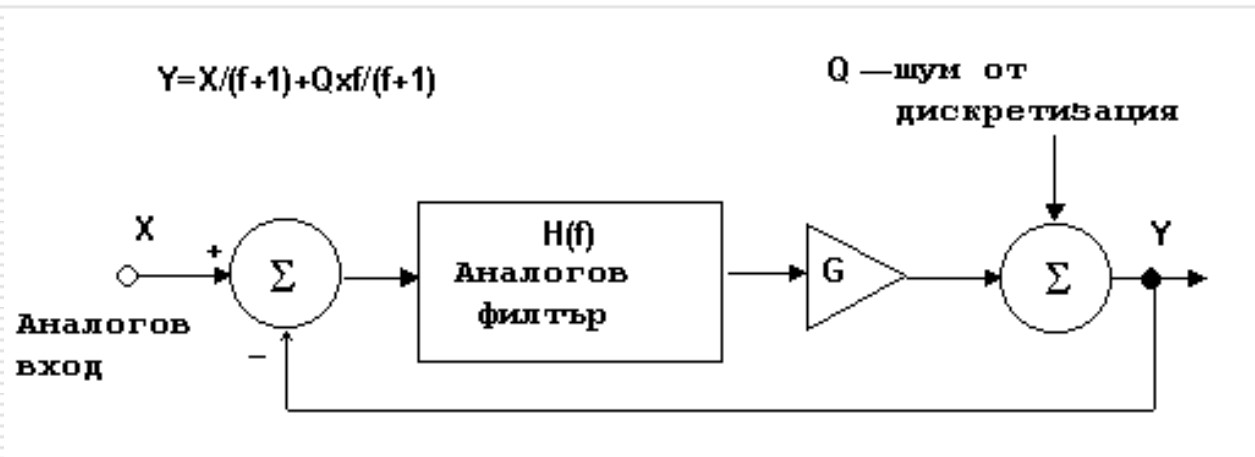 Y=X/(f+1)+Qxf/(f+1)
Q —шум от
дискретизация
X
+
Σ
H(f)
Аналогов
филтър
G
Σ
Y
Аналогов
вход
−